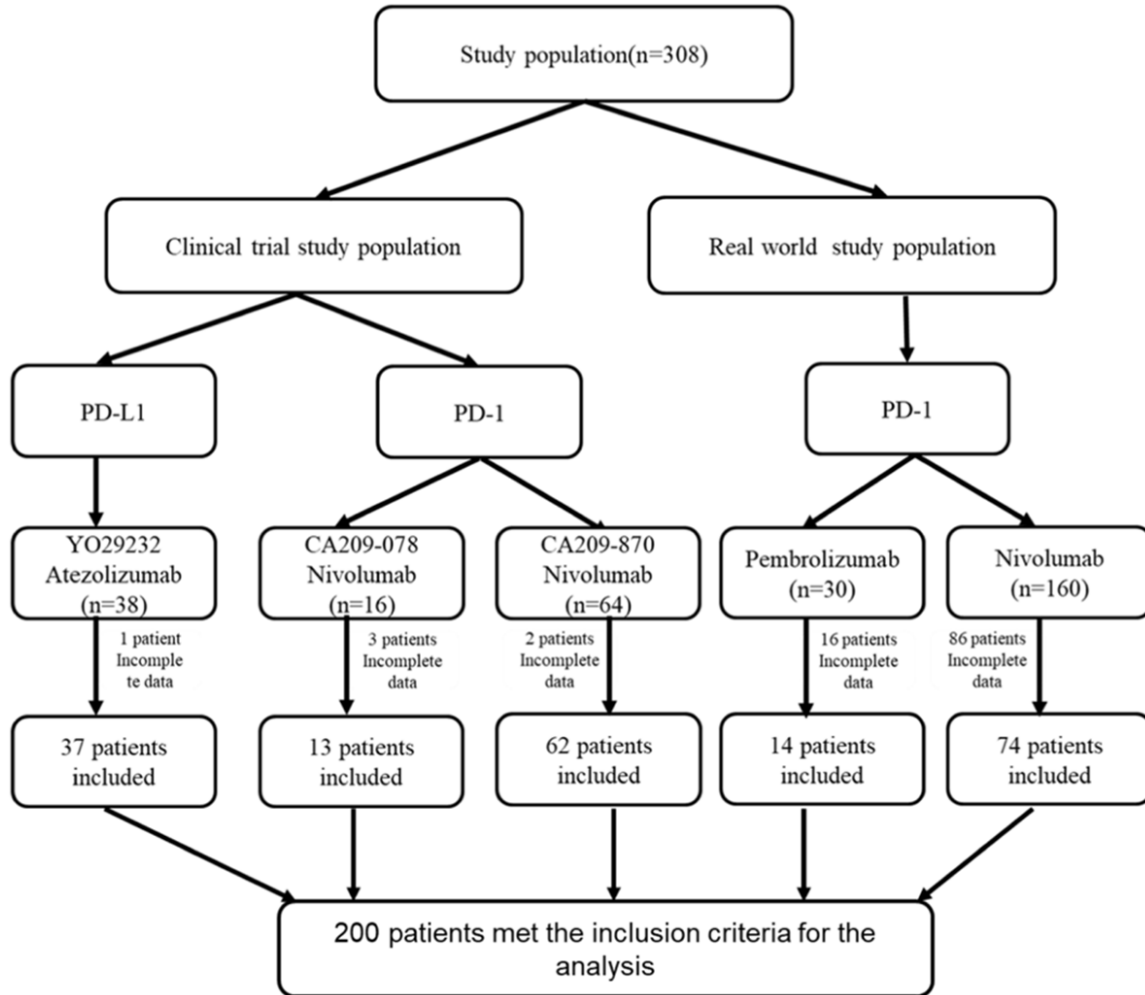 Study population(n=308)
Clinical trial study population
Real world study population
PD-L1
PD-1
PD-1
YO29232
Atezolizumab
(n=38)
CA209-078
Nivolumab
(n=16)
CA209-870
Nivolumab
(n=64)
Pembrolizumab
(n=30)
Nivolumab
(n=160)
1 patient
Incomple
te data
3 patients
Incomplete
data
2 patients
Incomplete
data
16 patients
Incomplete
data
86 patients
Incomplete
data
37 patients
included
13 patients
included
62 patients
included
14 patients
included
74 patients
included
200 patients met the inclusion criteria for the
analysis